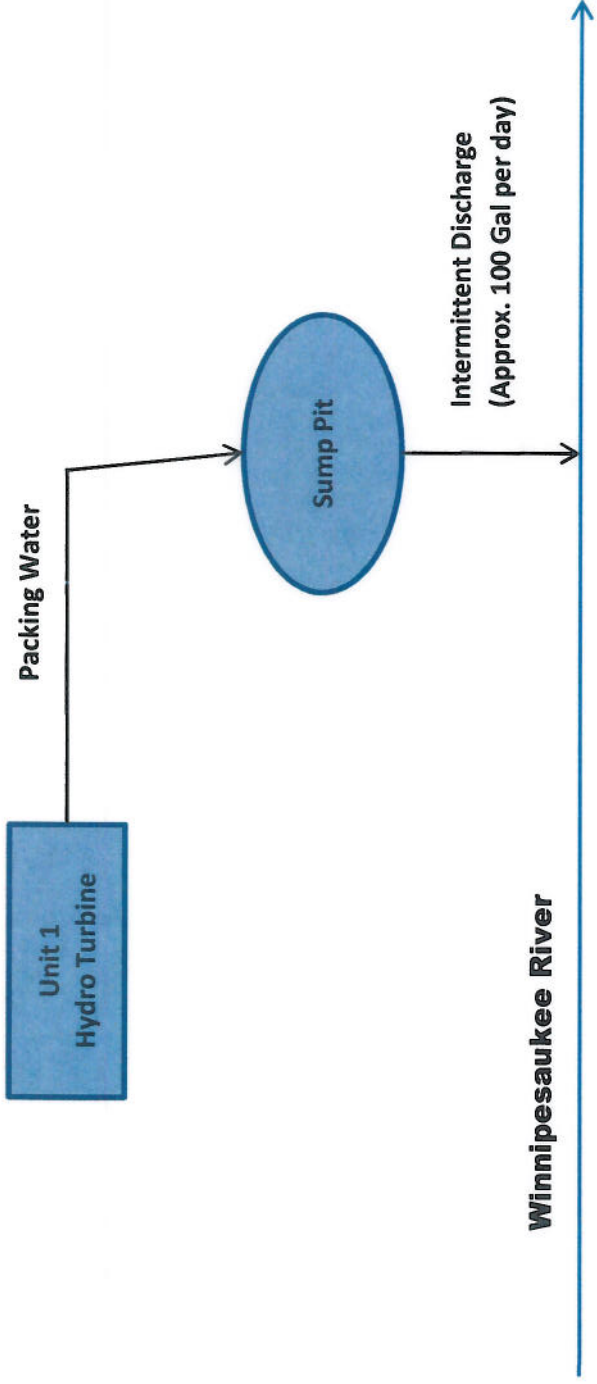 Packing Water
Unit 1
Hydro Turbine
Sump Pit
Intermittent Discharge
(Approx. 100 Gal per day)
Winnipesaukee River